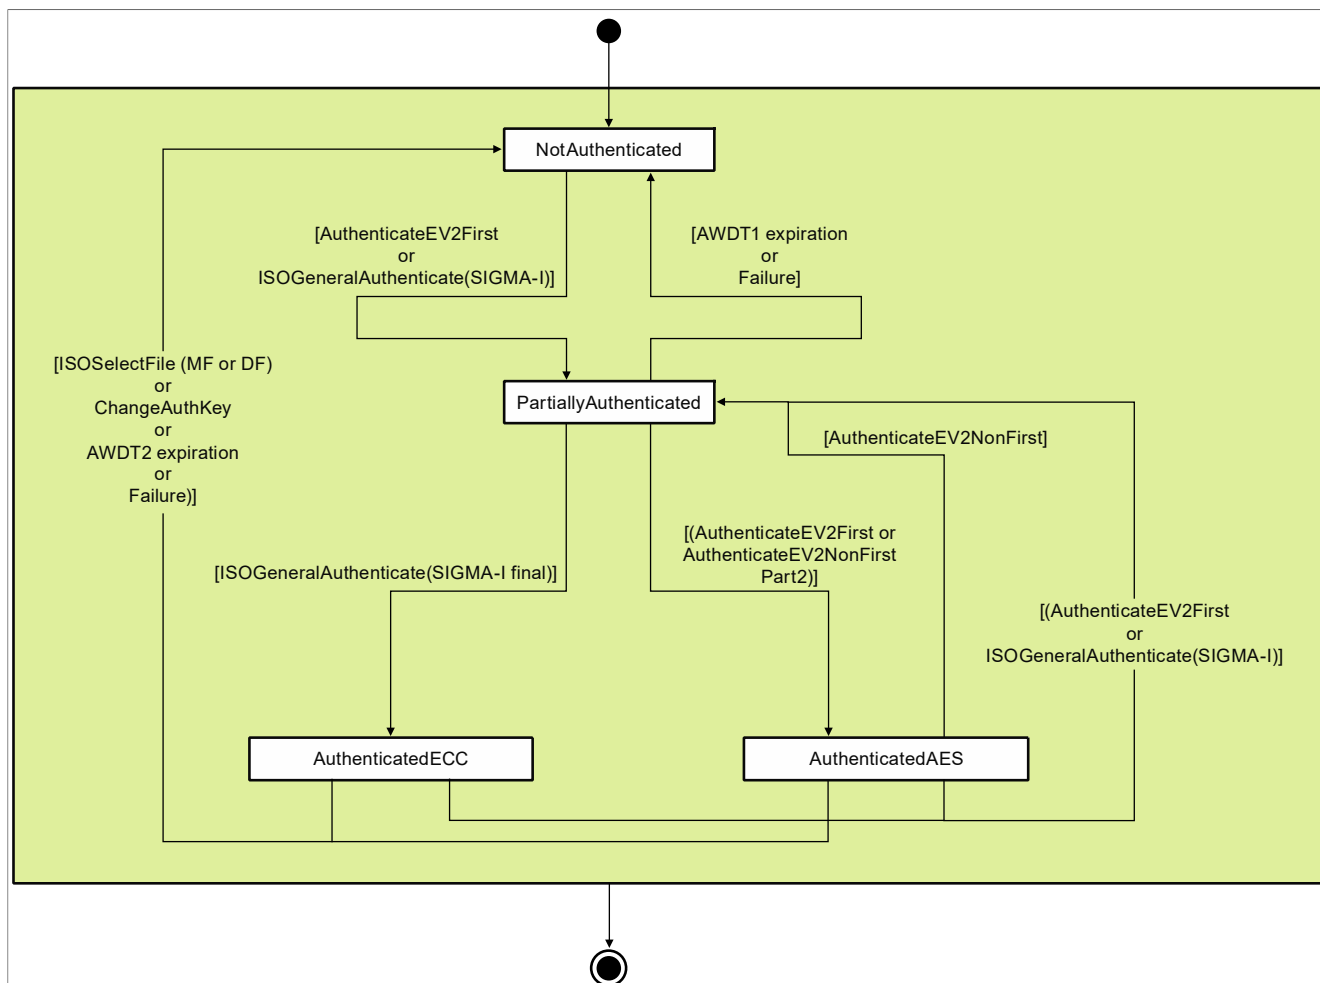 NotAuthenticated
[AuthenticateEV2First
or
ISOGeneralAuthenticate(SIGMA-I)]
[AWDT1 expiration
or
Failure]
[ISOSelectFile (MF or DF)
or
ChangeAuthKey
or
AWDT2 expiration
or
Failure)]
PartiallyAuthenticated
[AuthenticateEV2NonFirst]
[ISOGeneralAuthenticate(SIGMA-I final)]
[(AuthenticateEV2First or
AuthenticateEV2NonFirst
Part2)]
[(AuthenticateEV2First
or
ISOGeneralAuthenticate(SIGMA-I)]
AuthenticatedECC
AuthenticatedAES